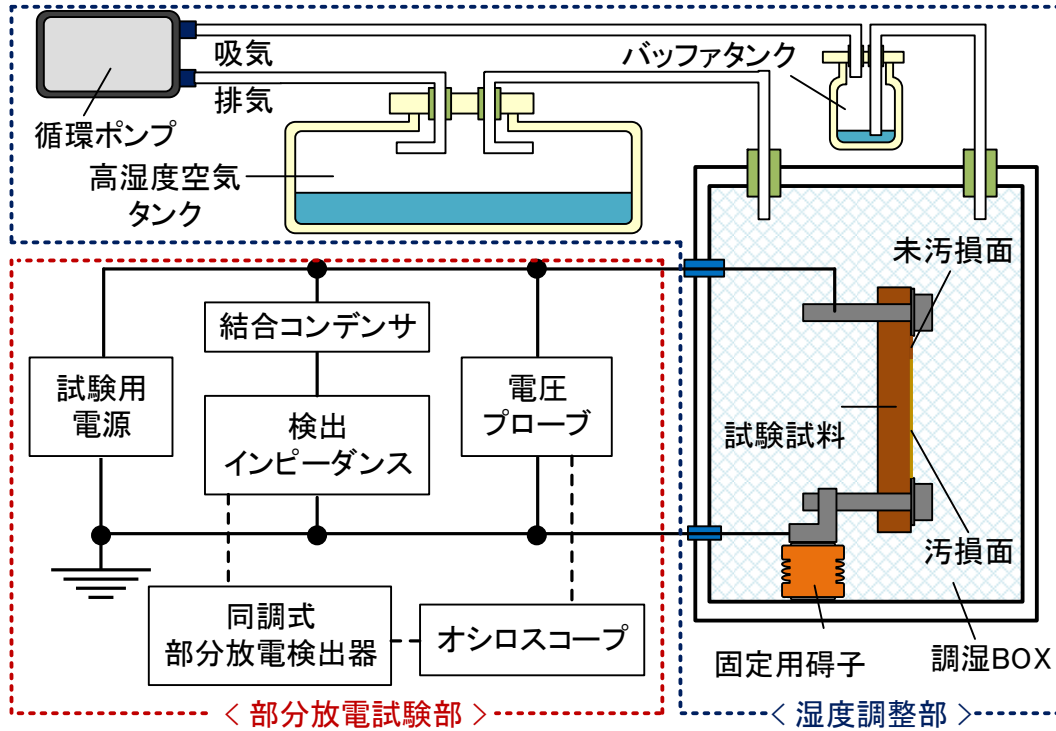 吸気
排気
循環ポンプ
バッファタンク
高湿度空気
タンク
未汚損面
結合コンデンサ
試験用
電源
検出
インピーダンス
電圧
プローブ
試験試料
汚損面
同調式
部分放電検出器
オシロスコープ
固定用碍子
調湿BOX
＜部分放電試験部＞
＜湿度調整部＞